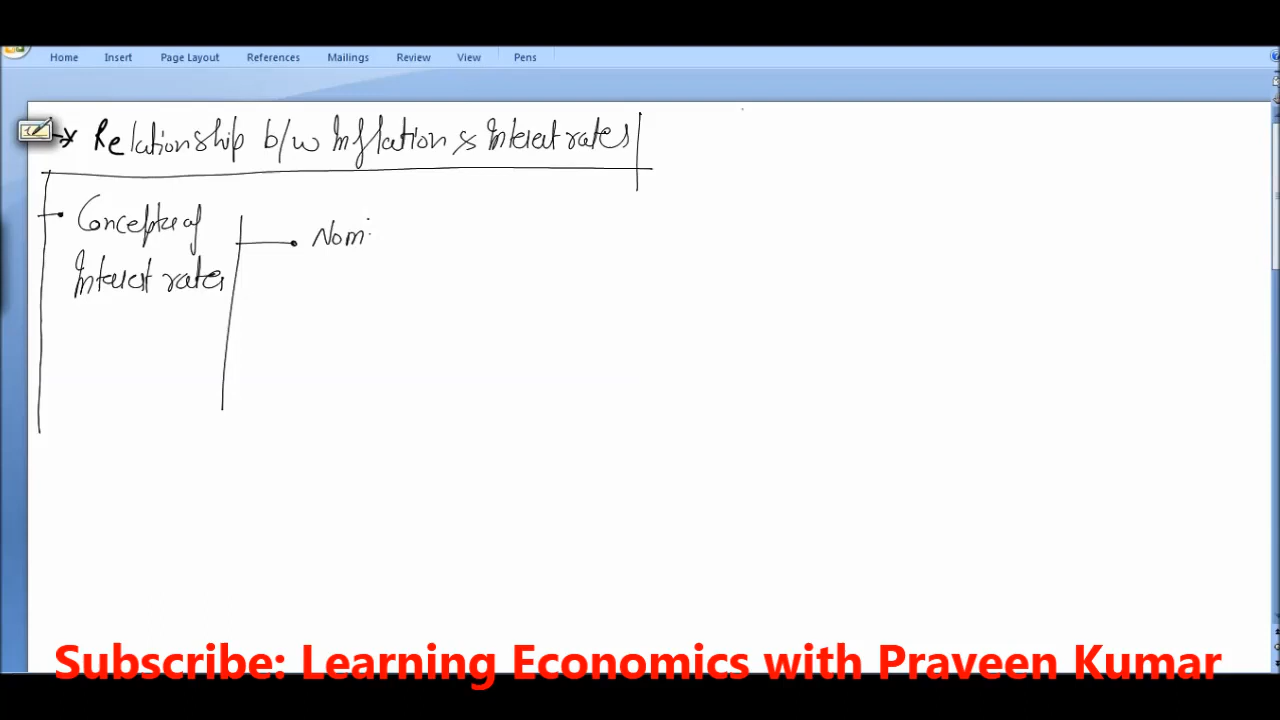 Home Insert Page Layout References Mailings Review View Pens
Relationship b/w Inflation & Interest rates
Concepts of
Interest rates
Nomi
Subscribe: Learning Economics with Praveen Kumar